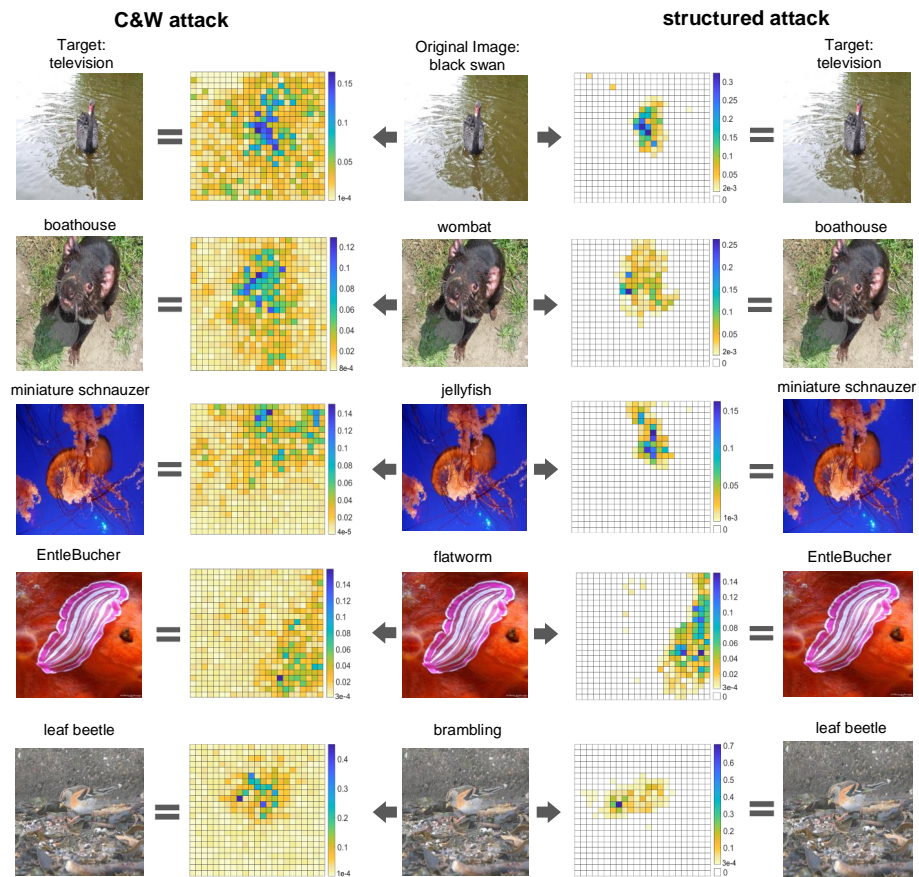 C&W attack
structured attack
Target:
television
Original Image:
black swan
Target:
television
0.15
0.1
0.05
1e-4
0.3
0.25
0.2
0.15
0.1
0.05
2e-3
0
boathouse
wombat
boathouse
0.12
0.1
0.08
0.06
0.04
0.02
8e-4
0.25
0.2
0.15
0.1
0.05
2e-3
0
miniature schnauzer
jellyfish
miniature schnauzer
0.14
0.12
0.1
0.08
0.06
0.04
0.02
4e-5
0.15
0.1
0.05
1e-3
0
EntleBucher
flatworm
EntleBucher
0.14
0.12
0.1
0.08
0.06
0.04
0.02
3e-4
0.14
0.12
0.1
0.08
0.06
0.04
0.02
3e-4
0
leaf beetle
brambling
leaf beetle
0.4
0.3
0.2
0.1
1e-4
0.7
0.6
0.5
0.4
0.3
0.2
0.1
3e-4
0